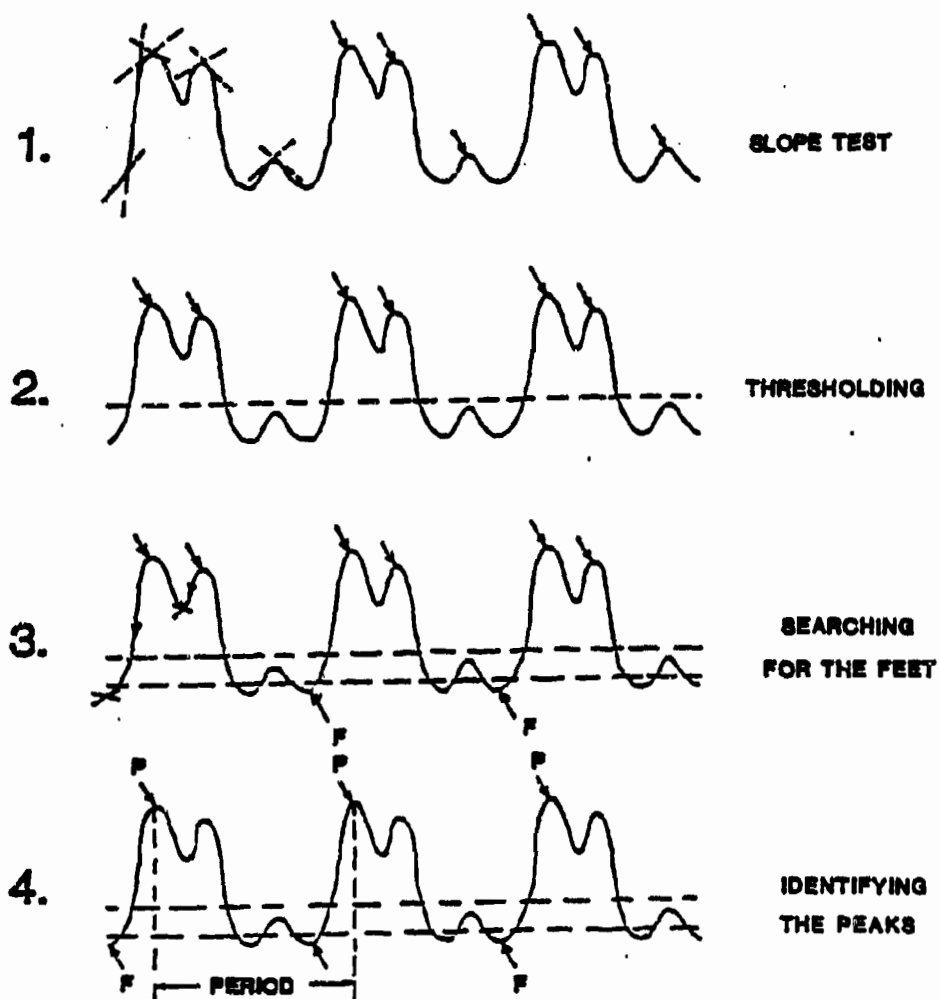 1.
SLOPE TEST
2.
THRESHOLDING
3.
SEARCHING
FOR THE FEET
F
F
P
P
P
4.
IDENTIFYING
THE PEAKS
F
PERIOD
F